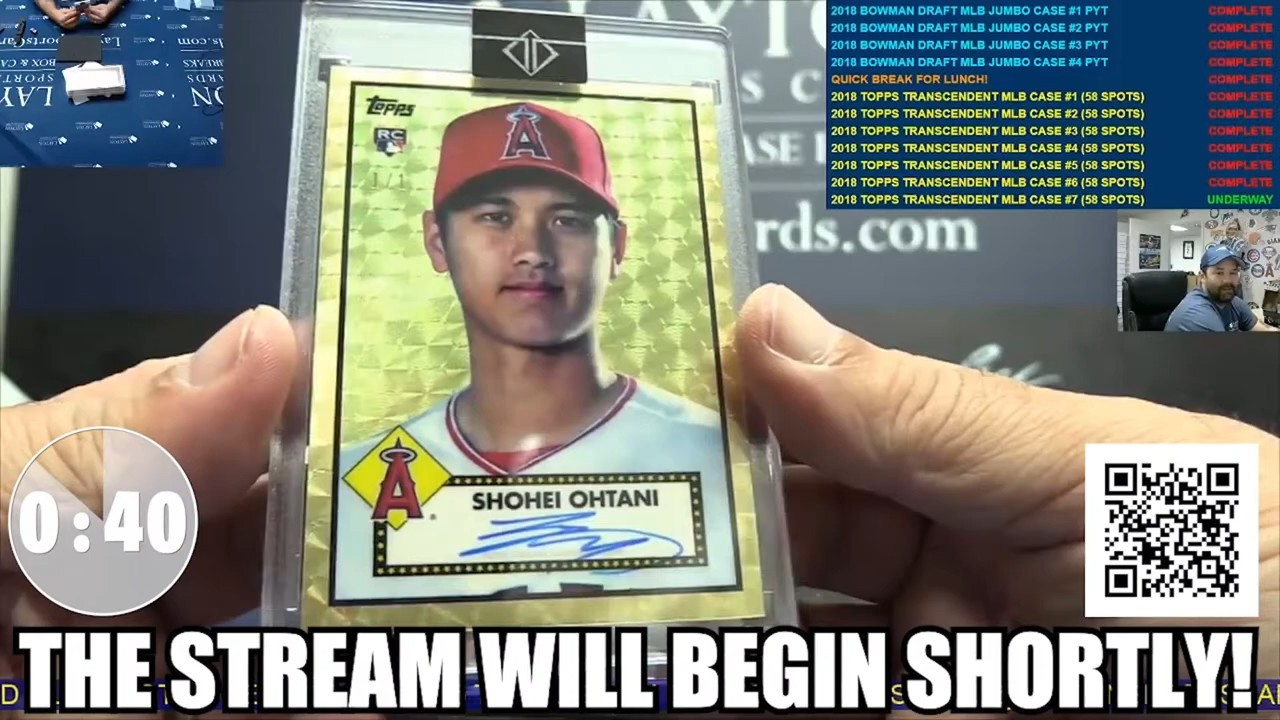 2018 BOWMAN DRAFT MLB JUMBO CASE #1 PYT COMPLETE
2018 BOWMAN DRAFT MLB JUMBO CASE #2 PYT COMPLETE
2018 BOWMAN DRAFT MLB JUMBO CASE #3 PYT COMPLETE
2018 BOWMAN DRAFT MLB JUMBO CASE #4 PYT COMPLETE
QUICK BREAK FOR LUNCH! COMPLETE
2018 TOPPS TRANSCENDENT MLB CASE #1 (58 SPOTS) COMPLETE
2018 TOPPS TRANSCENDENT MLB CASE #2 (58 SPOTS) COMPLETE
2018 TOPPS TRANSCENDENT MLB CASE #3 (58 SPOTS) COMPLETE
2018 TOPPS TRANSCENDENT MLB CASE #4 (58 SPOTS) COMPLETE
2018 TOPPS TRANSCENDENT MLB CASE #5 (58 SPOTS) COMPLETE
2018 TOPPS TRANSCENDENT MLB CASE #6 (58 SPOTS) COMPLETE
2018 TOPPS TRANSCENDENT MLB CASE #7 (58 SPOTS) UNDERWAY
Topps
RC
1/1
A
rds.com
A
SHOHEI OHTANI
0:40
THE STREAM WILL BEGIN SHORTLY!